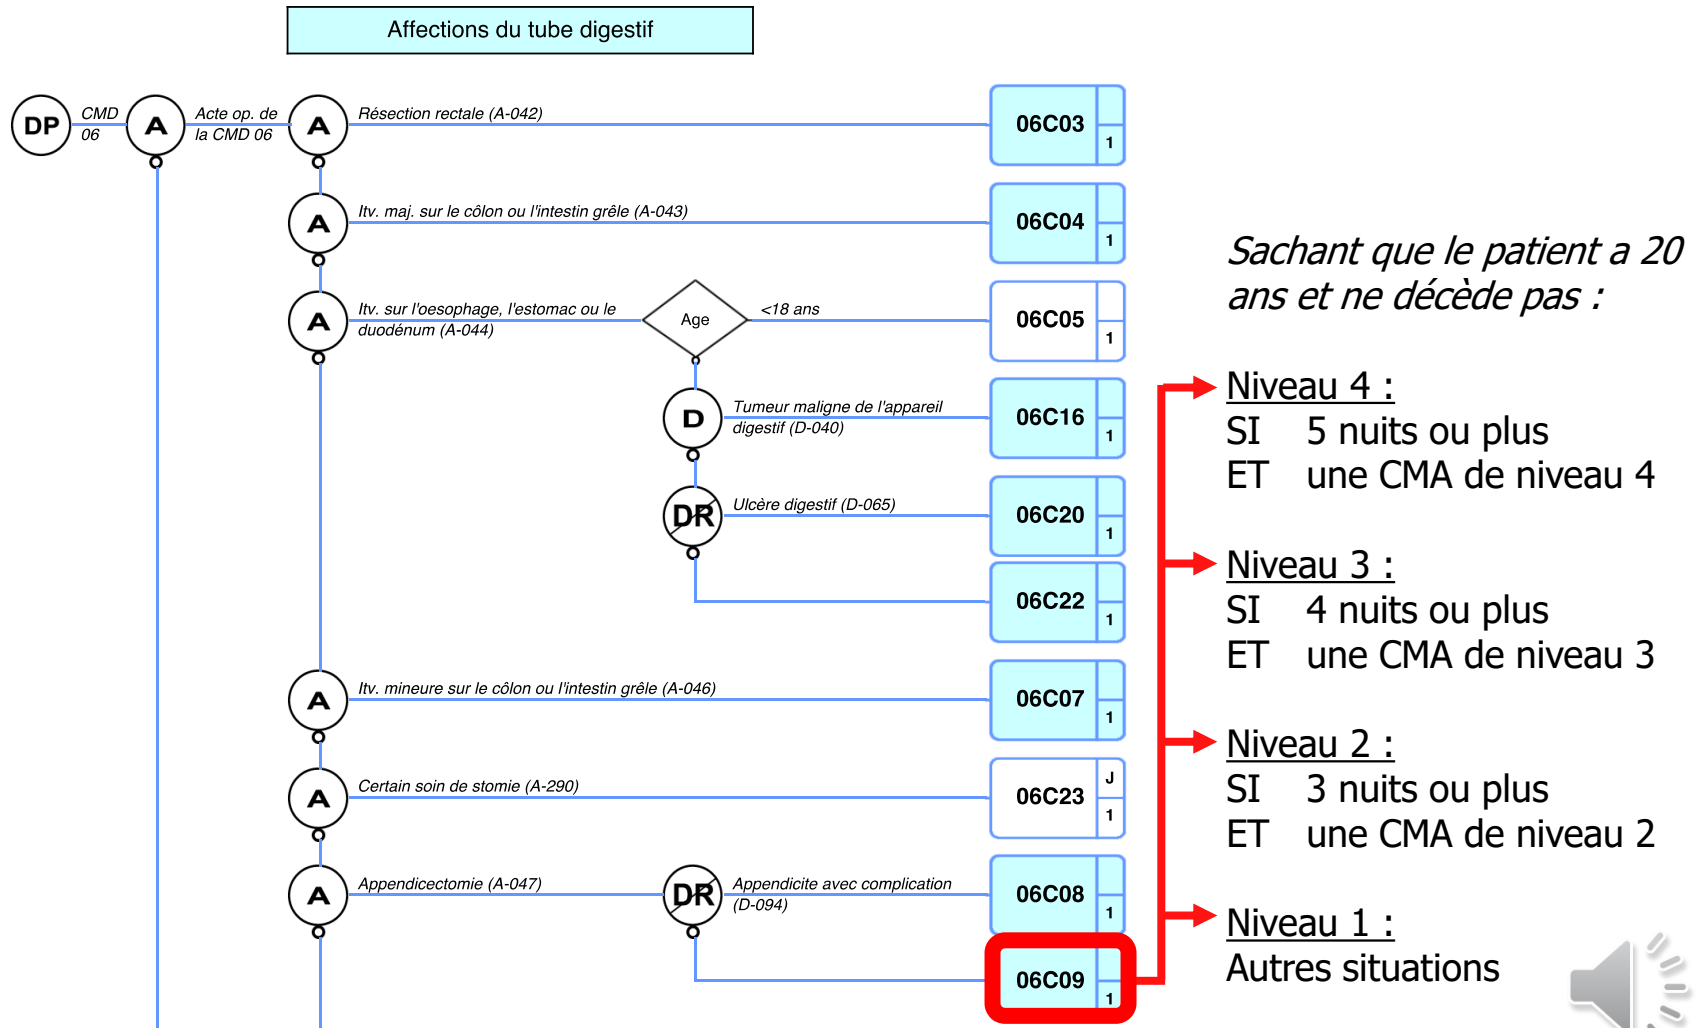 Affections du tube digestif
DP
CMD
06
A
Acte op. de
la CMD 06
A
Résection rectale (A-042)
06C03
1
A
Itv. maj. sur le côlon ou l'intestin grêle (A-043)
06C04
1
A
Itv. sur l'oesophage, l'estomac ou le
duodénum (A-044)
Age
<18 ans
06C05
1
D
Tumeur maligne de l'appareil
digestif (D-040)
06C16
1
DR
Ulcère digestif (D-065)
06C20
1
06C22
1
A
Itv. mineure sur le côlon ou l'intestin grêle (A-046)
06C07
1
A
Certain soin de stomie (A-290)
06C23
J
1
A
Appendicectomie (A-047)
DR
Appendicite avec complication
(D-094)
06C08
1
06C09
1
Sachant que le patient a 20
ans et ne décède pas :
Niveau 4 :
SI 5 nuits ou plus
ET une CMA de niveau 4
Niveau 3 :
SI 4 nuits ou plus
ET une CMA de niveau 3
Niveau 2 :
SI 3 nuits ou plus
ET une CMA de niveau 2
Niveau 1 :
Autres situations